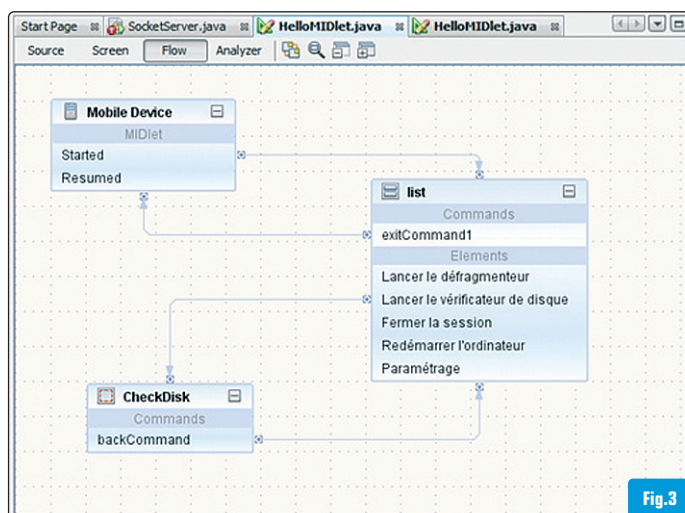 Start Page SocketServer.java HelloMIDlet.java HelloMIDlet.java
Source Screen Flow Analyzer
Mobile Device
MIDlet
Started
Resumed
list
Commands
exitCommand1
Elements
Lancer le défragmenteur
Lancer le vérificateur de disque
Fermer la session
Redémarrer l'ordinateur
Paramétrage
CheckDisk
Commands
backCommand
Fig.3